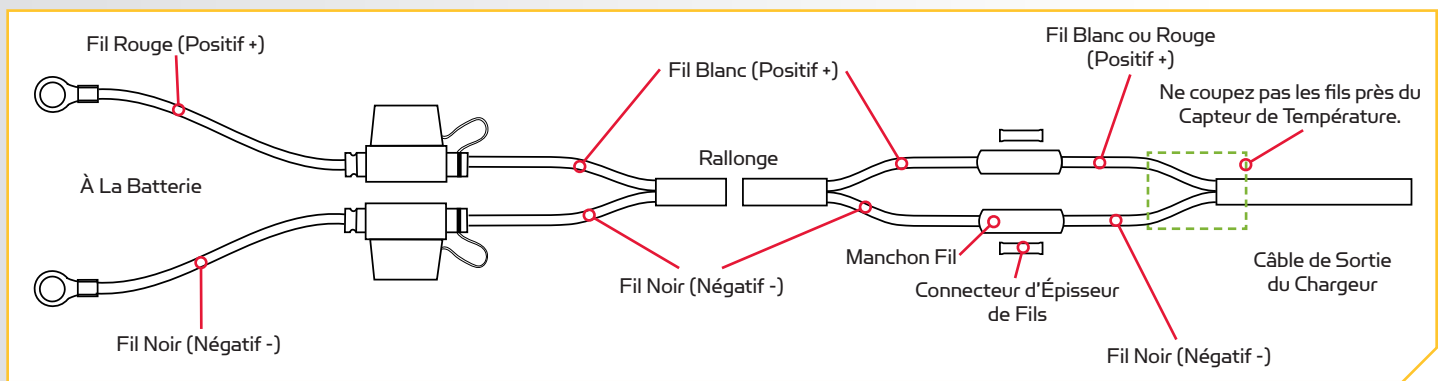 Fil Rouge (Positif +)
Fil Blanc (Positif +)
Fil Blanc ou Rouge
(Positif +)
Ne coupez pas les fils près du
Capteur de Température.
À La Batterie
Rallonge
Manchon Fil
Connecteur d'Épisseur
de Fils
Câble de Sortie
du Chargeur
Fil Noir (Négatif -)
Fil Noir (Négatif -)
Fil Noir (Négatif -)